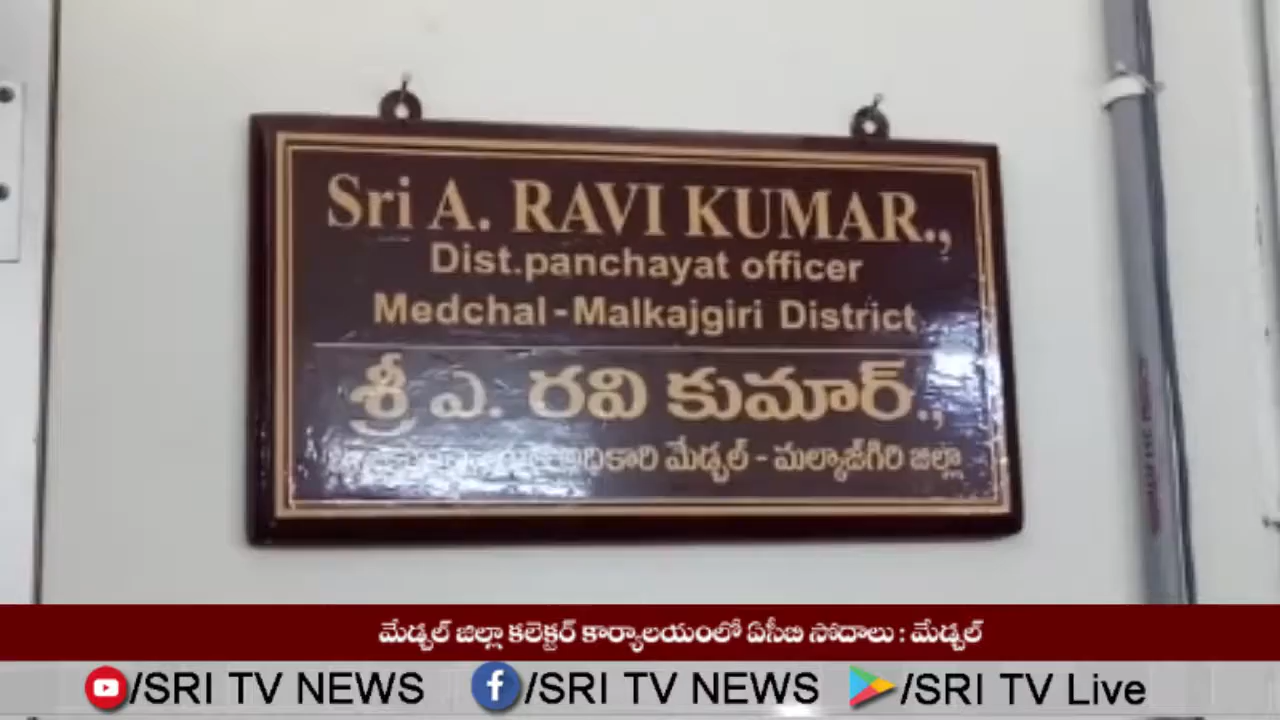 Sri A. RAVI KUMAR.,
Dist.panchayat officer
Medchal-Malkajgiri District
శ్రీ ఎ. రవి కుమార్.,
మేడ్చల్ - మల్కాజ్‌గిరి జిల్లా
మేడ్చల్ జిల్లా కలెక్టర్ కార్యాలయంలో ఏసీబి సోదాలు : మేడ్చల్
/SRI TV NEWS /SRI TV NEWS /SRI TV Live